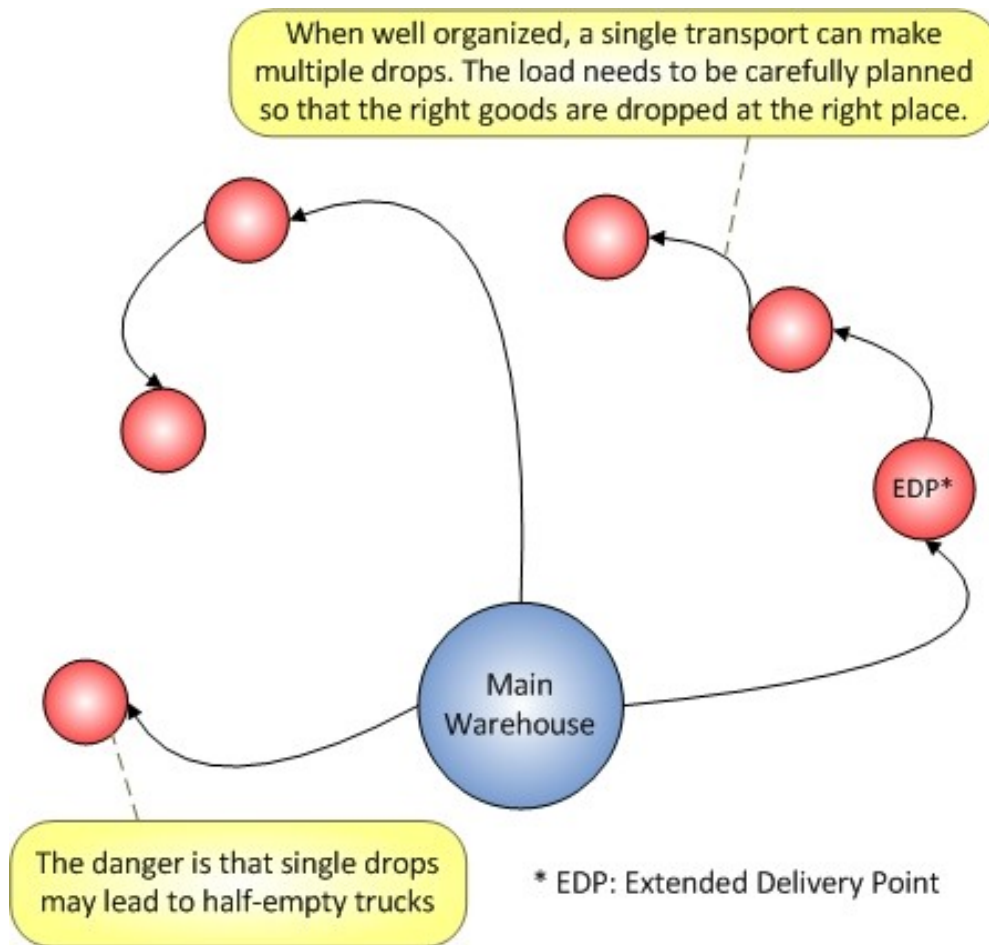 When well organized, a single transport can make
multiple drops. The load needs to be carefully planned
so that the right goods are dropped at the right place.
EDP*
Main
Warehouse
The danger is that single drops
may lead to half-empty trucks
* EDP: Extended Delivery Point